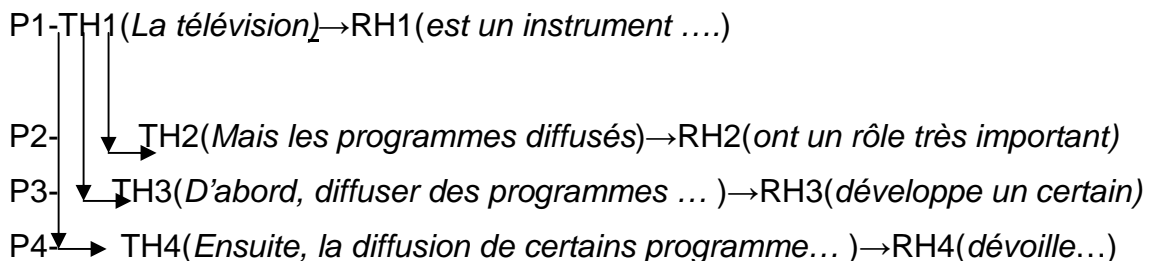 P1-TH1(La télévision)→RH1(est un instrument ….)
P2- TH2(Mais les programmes diffusés)→RH2(ont un rôle très important)
P3- TH3(D’abord, diffuser des programmes … )→RH3(développe un certain)
P4- TH4(Ensuite, la diffusion de certains programme… )→RH4(dévoille…)